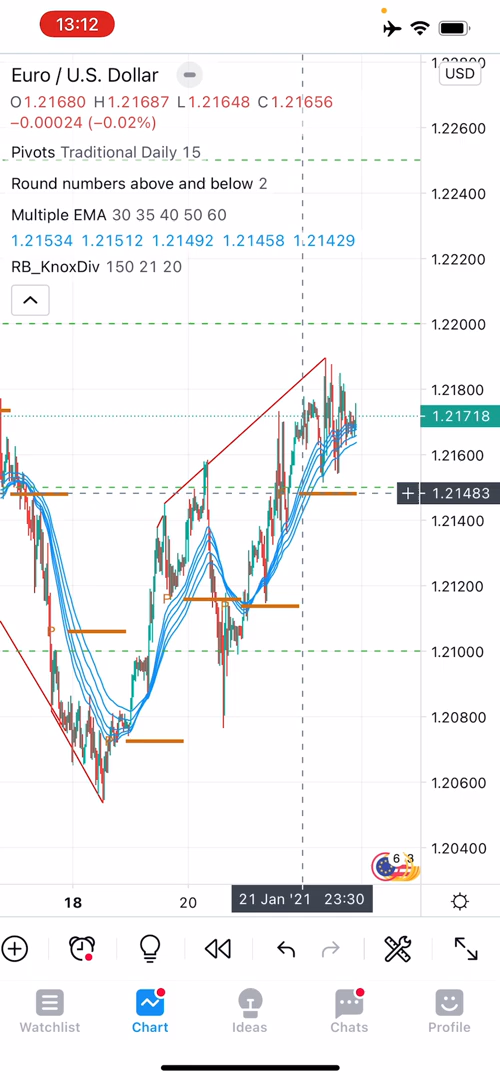 13:12
1.22800
Euro / U.S. Dollar
USD
O1.21680 H1.21687 L1.21648 C1.21656
−0.00024 (−0.02%)
1.22600
Pivots Traditional Daily 15
Round numbers above and below 2
1.22400
Multiple EMA 30 35 40 50 60
1.21534 1.21512 1.21492 1.21458 1.21429
1.22200
RB_KnoxDiv 150 21 20
1.22000
1.21800
1.21718
1.21600
1.21483
1.21400
1.21200
P
P
P
1.21000
1.20800
P
1.20600
1.20400
6 3
18
20
21 Jan '21 23:30
Watchlist
Chart
Ideas
Chats
Profile